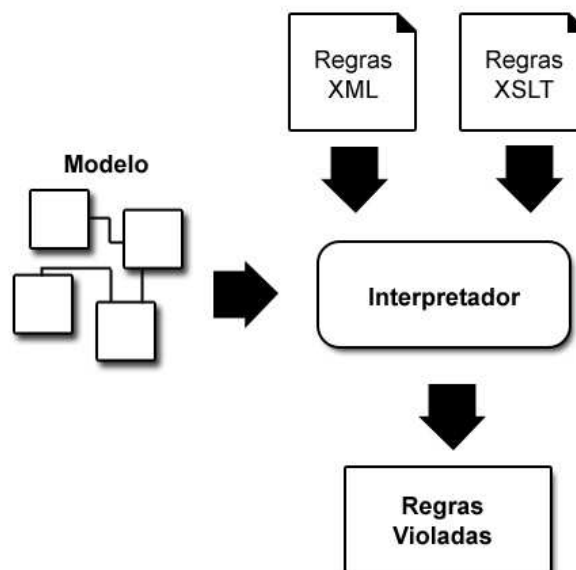 Regras
XML
Regras
XSLT
Modelo
Interpretador
Regras
Violadas